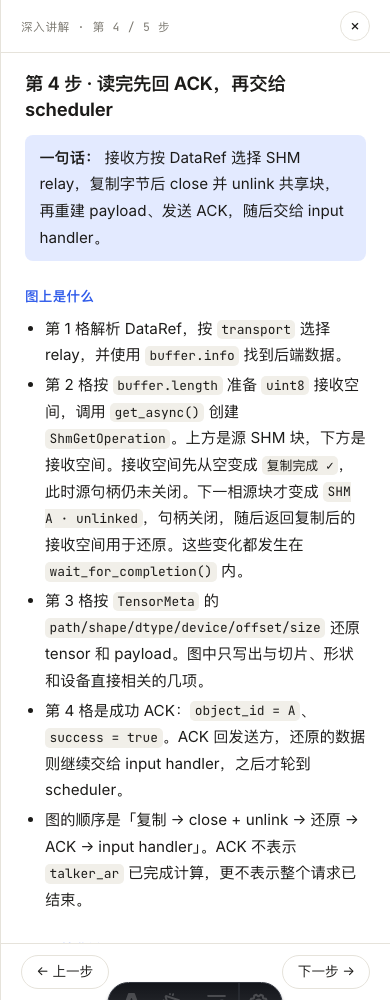 深入讲解 · 第 4 / 5 步
×
第 4 步 · 读完先回 ACK，再交给
scheduler
一句话： 接收方按 DataRef 选择 SHM
relay，复制字节后 close 并 unlink 共享块，
再重建 payload、发送 ACK，随后交给 input
handler。
图上是什么
• 第 1 格解析 DataRef，按 transport 选择
relay，并使用 buffer.info 找到后端数据。
• 第 2 格按 buffer.length 准备 uint8 接收空
间，调用 get_async() 创建
ShmGetOperation。上方是源 SHM 块，下方是
接收空间。接收空间先从空变成 复制完成 ✓，
此时源句柄仍未关闭。下一相源块才变成 SHM
A · unlinked，句柄关闭，随后返回复制后的
接收空间用于还原。这些变化都发生在
wait_for_completion() 内。
• 第 3 格按 TensorMeta 的
path/shape/dtype/device/offset/size 还原
tensor 和 payload。图中只写出与切片、形状
和设备直接相关的几项。
• 第 4 格是成功 ACK：object_id = A、
success = true。ACK 回发送方，还原的数据
则继续交给 input handler，之后才轮到
scheduler。
• 图的顺序是「复制 → close + unlink → 还原 →
ACK → input handler」。ACK 不表示
talker_ar 已完成计算，更不表示整个请求已
结束。
← 上一步
下一步 →